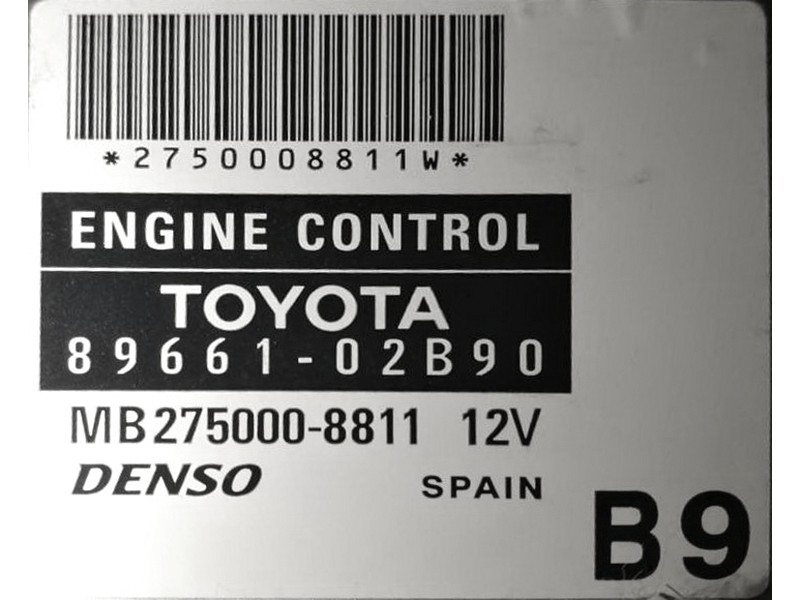 *2750008811W*
ENGINE CONTROL
TOYOTA
89661-02B90
MB275000-8811 12V
DENSO SPAIN
B9